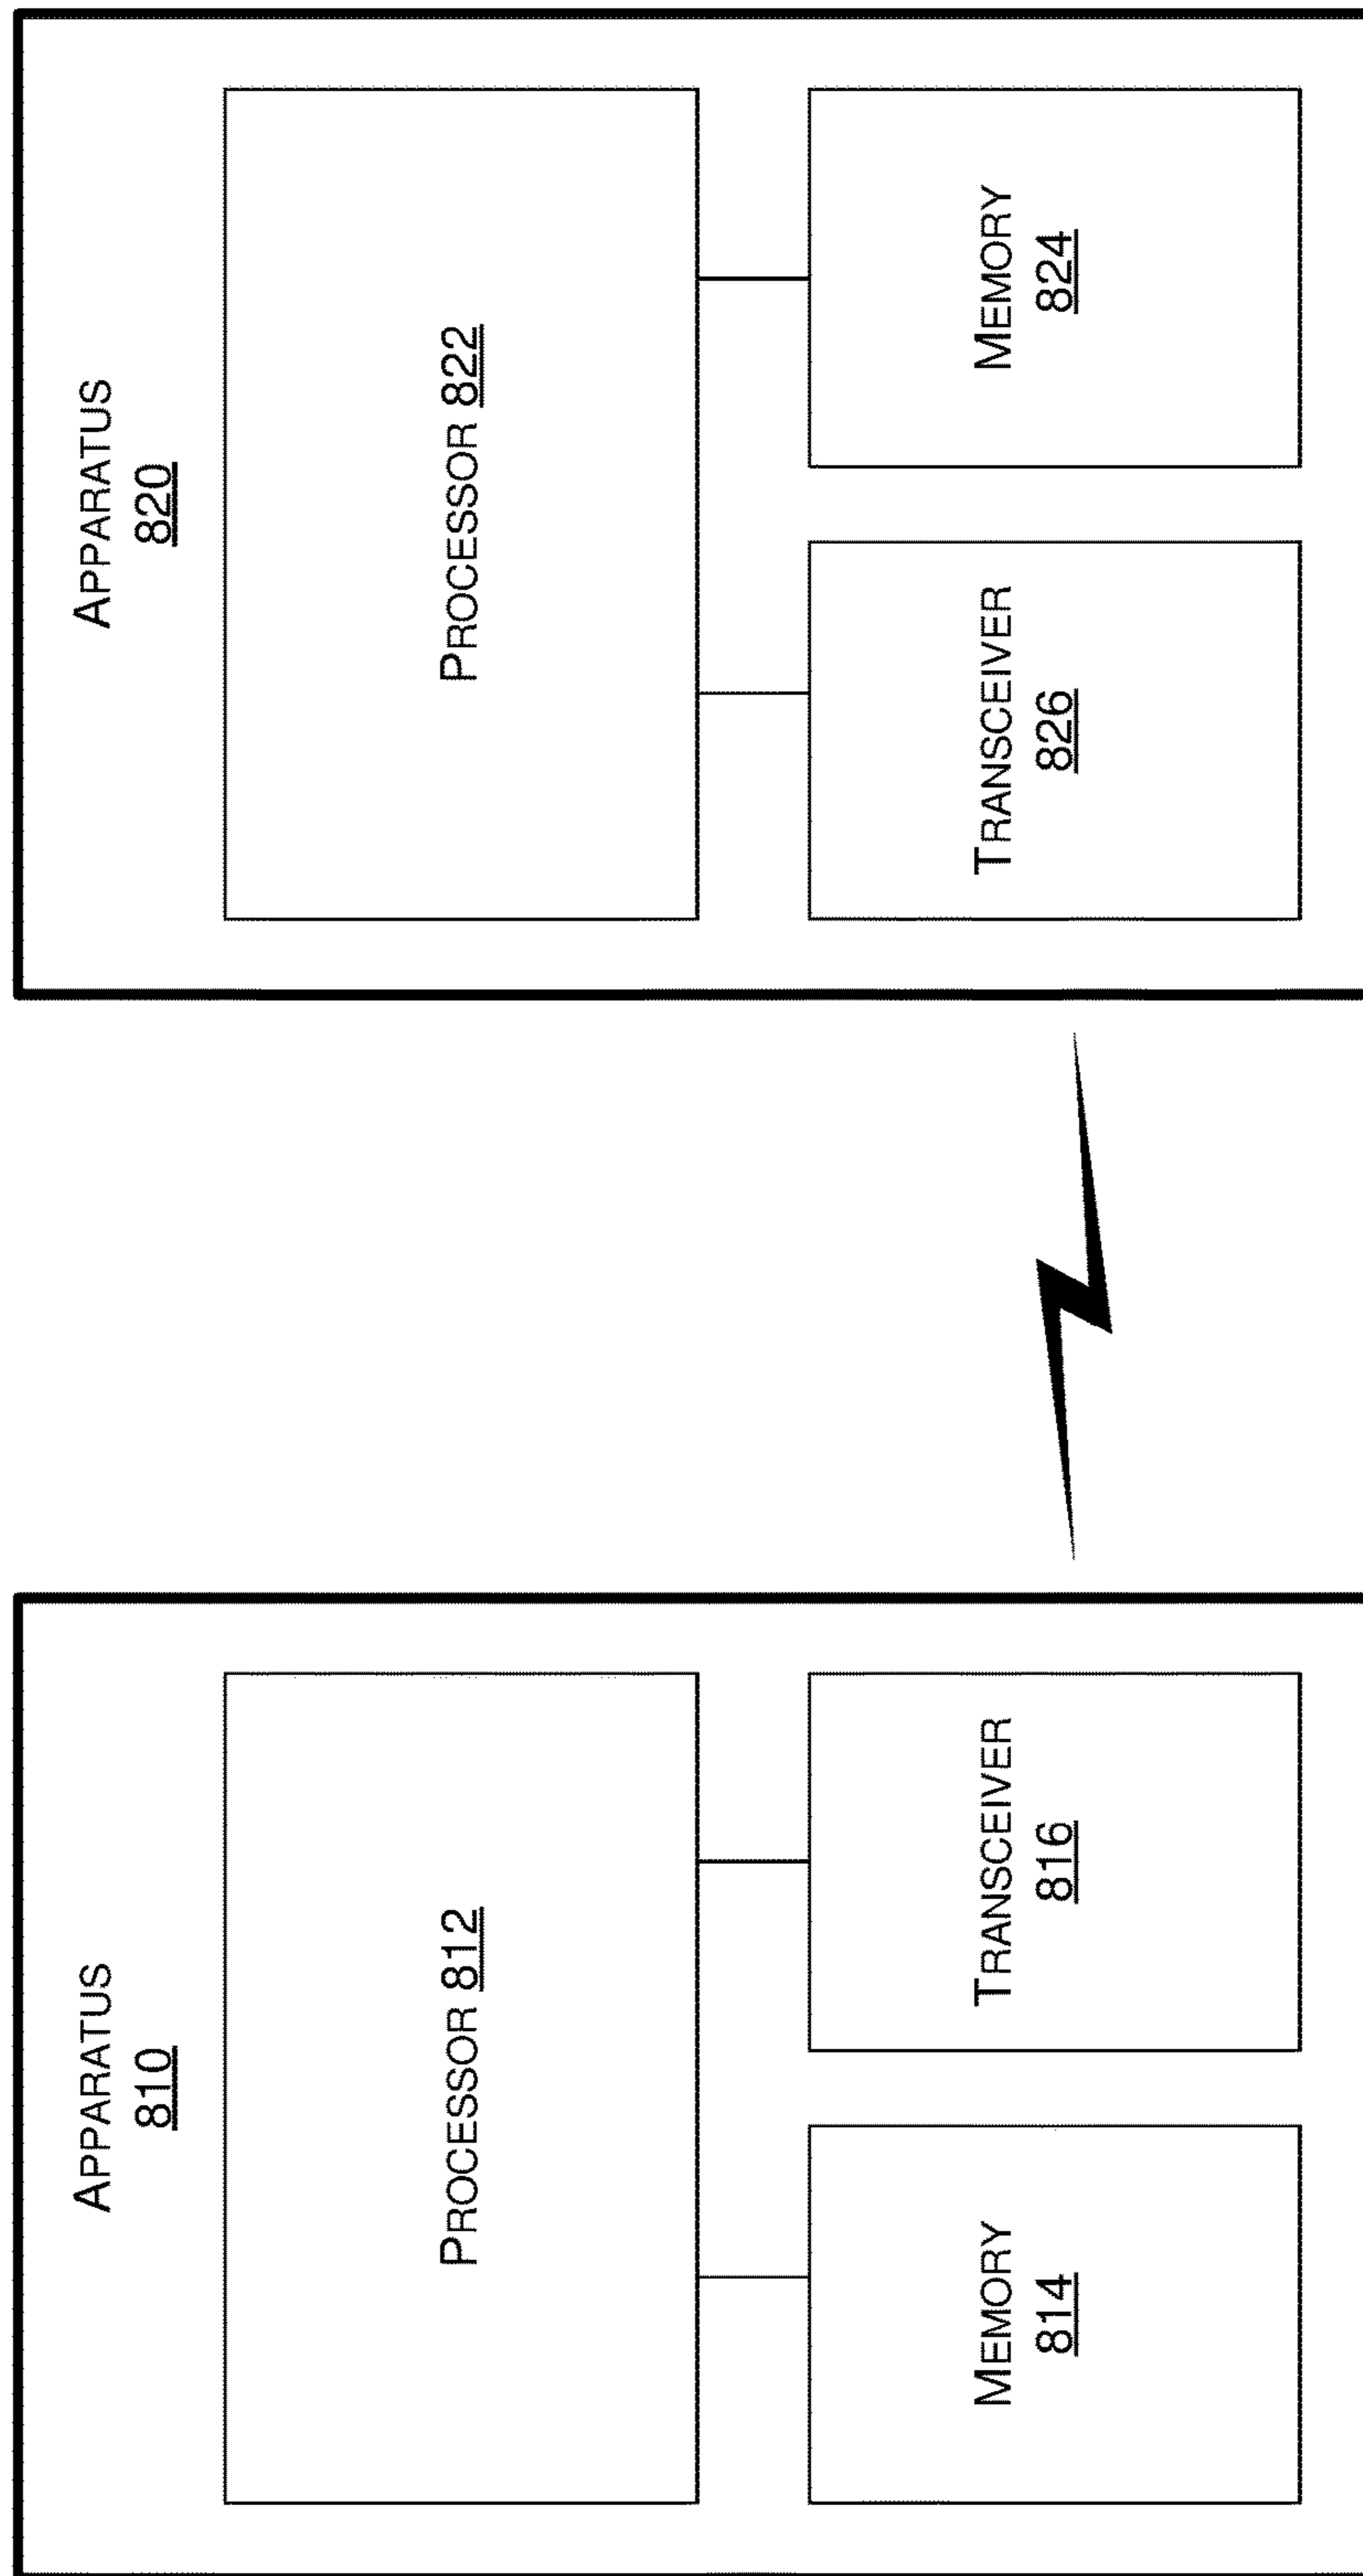 APPARATUS
810
PROCESSOR 812
MEMORY
814
TRANSCEIVER
816
APPARATUS
820
PROCESSOR 822
TRANSCEIVER
826
MEMORY
824